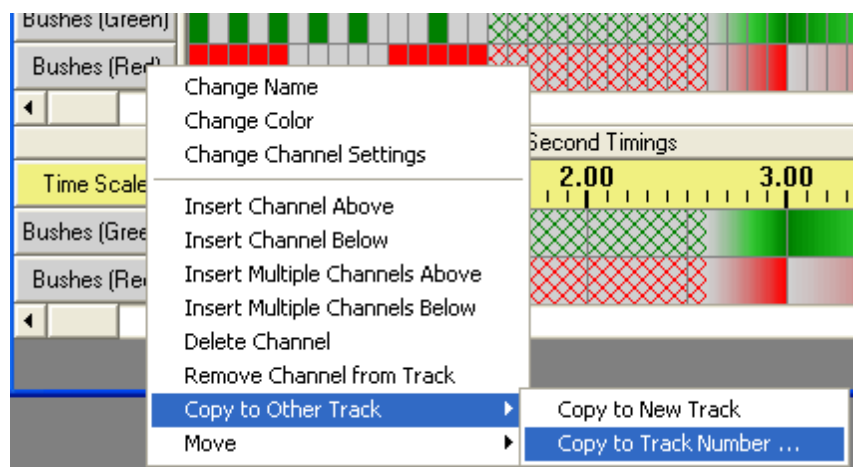 Bushes (Green)
Bushes (Red)
Change Name
Change Color
Change Channel Settings
Second Timings
Time Scale
2.00
3.00
Insert Channel Above
Bushes (Gree
Insert Channel Below
Bushes (Re
Insert Multiple Channels Above
Insert Multiple Channels Below
Delete Channel
Remove Channel from Track
Copy to Other Track
Copy to New Track
Move
Copy to Track Number ...